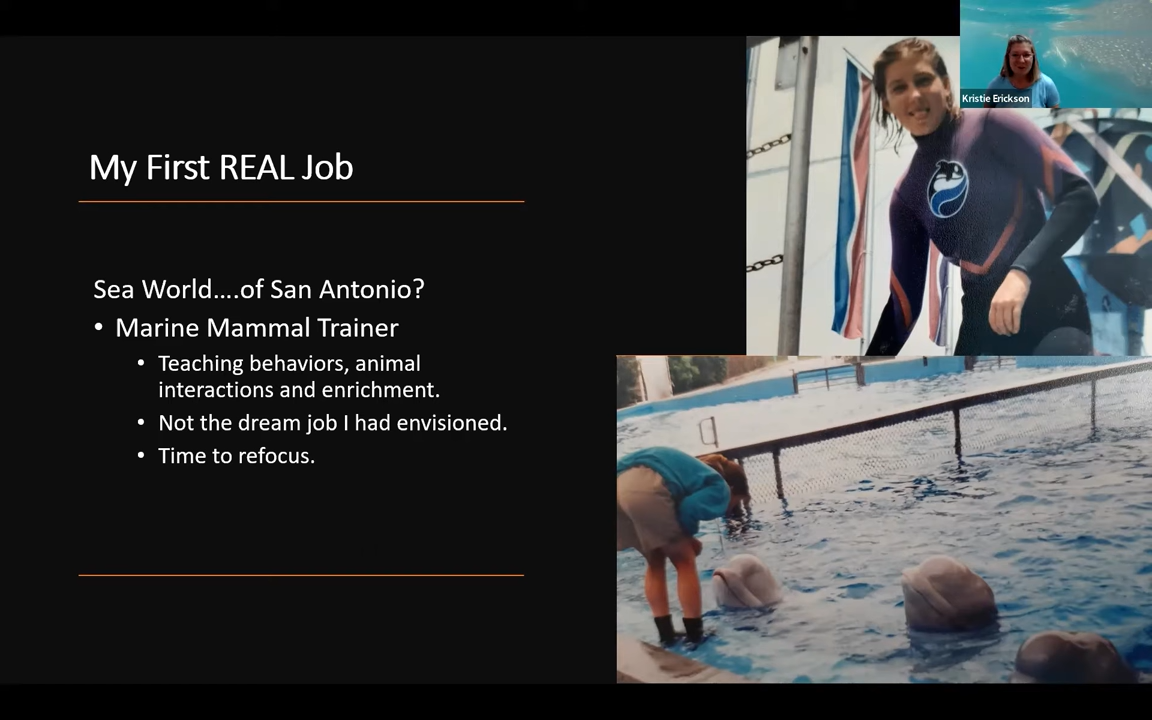 Kristie Erickson
My First REAL Job
Sea World....of San Antonio?
• Marine Mammal Trainer
• Teaching behaviors, animal
interactions and enrichment.
• Not the dream job I had envisioned.
• Time to refocus.